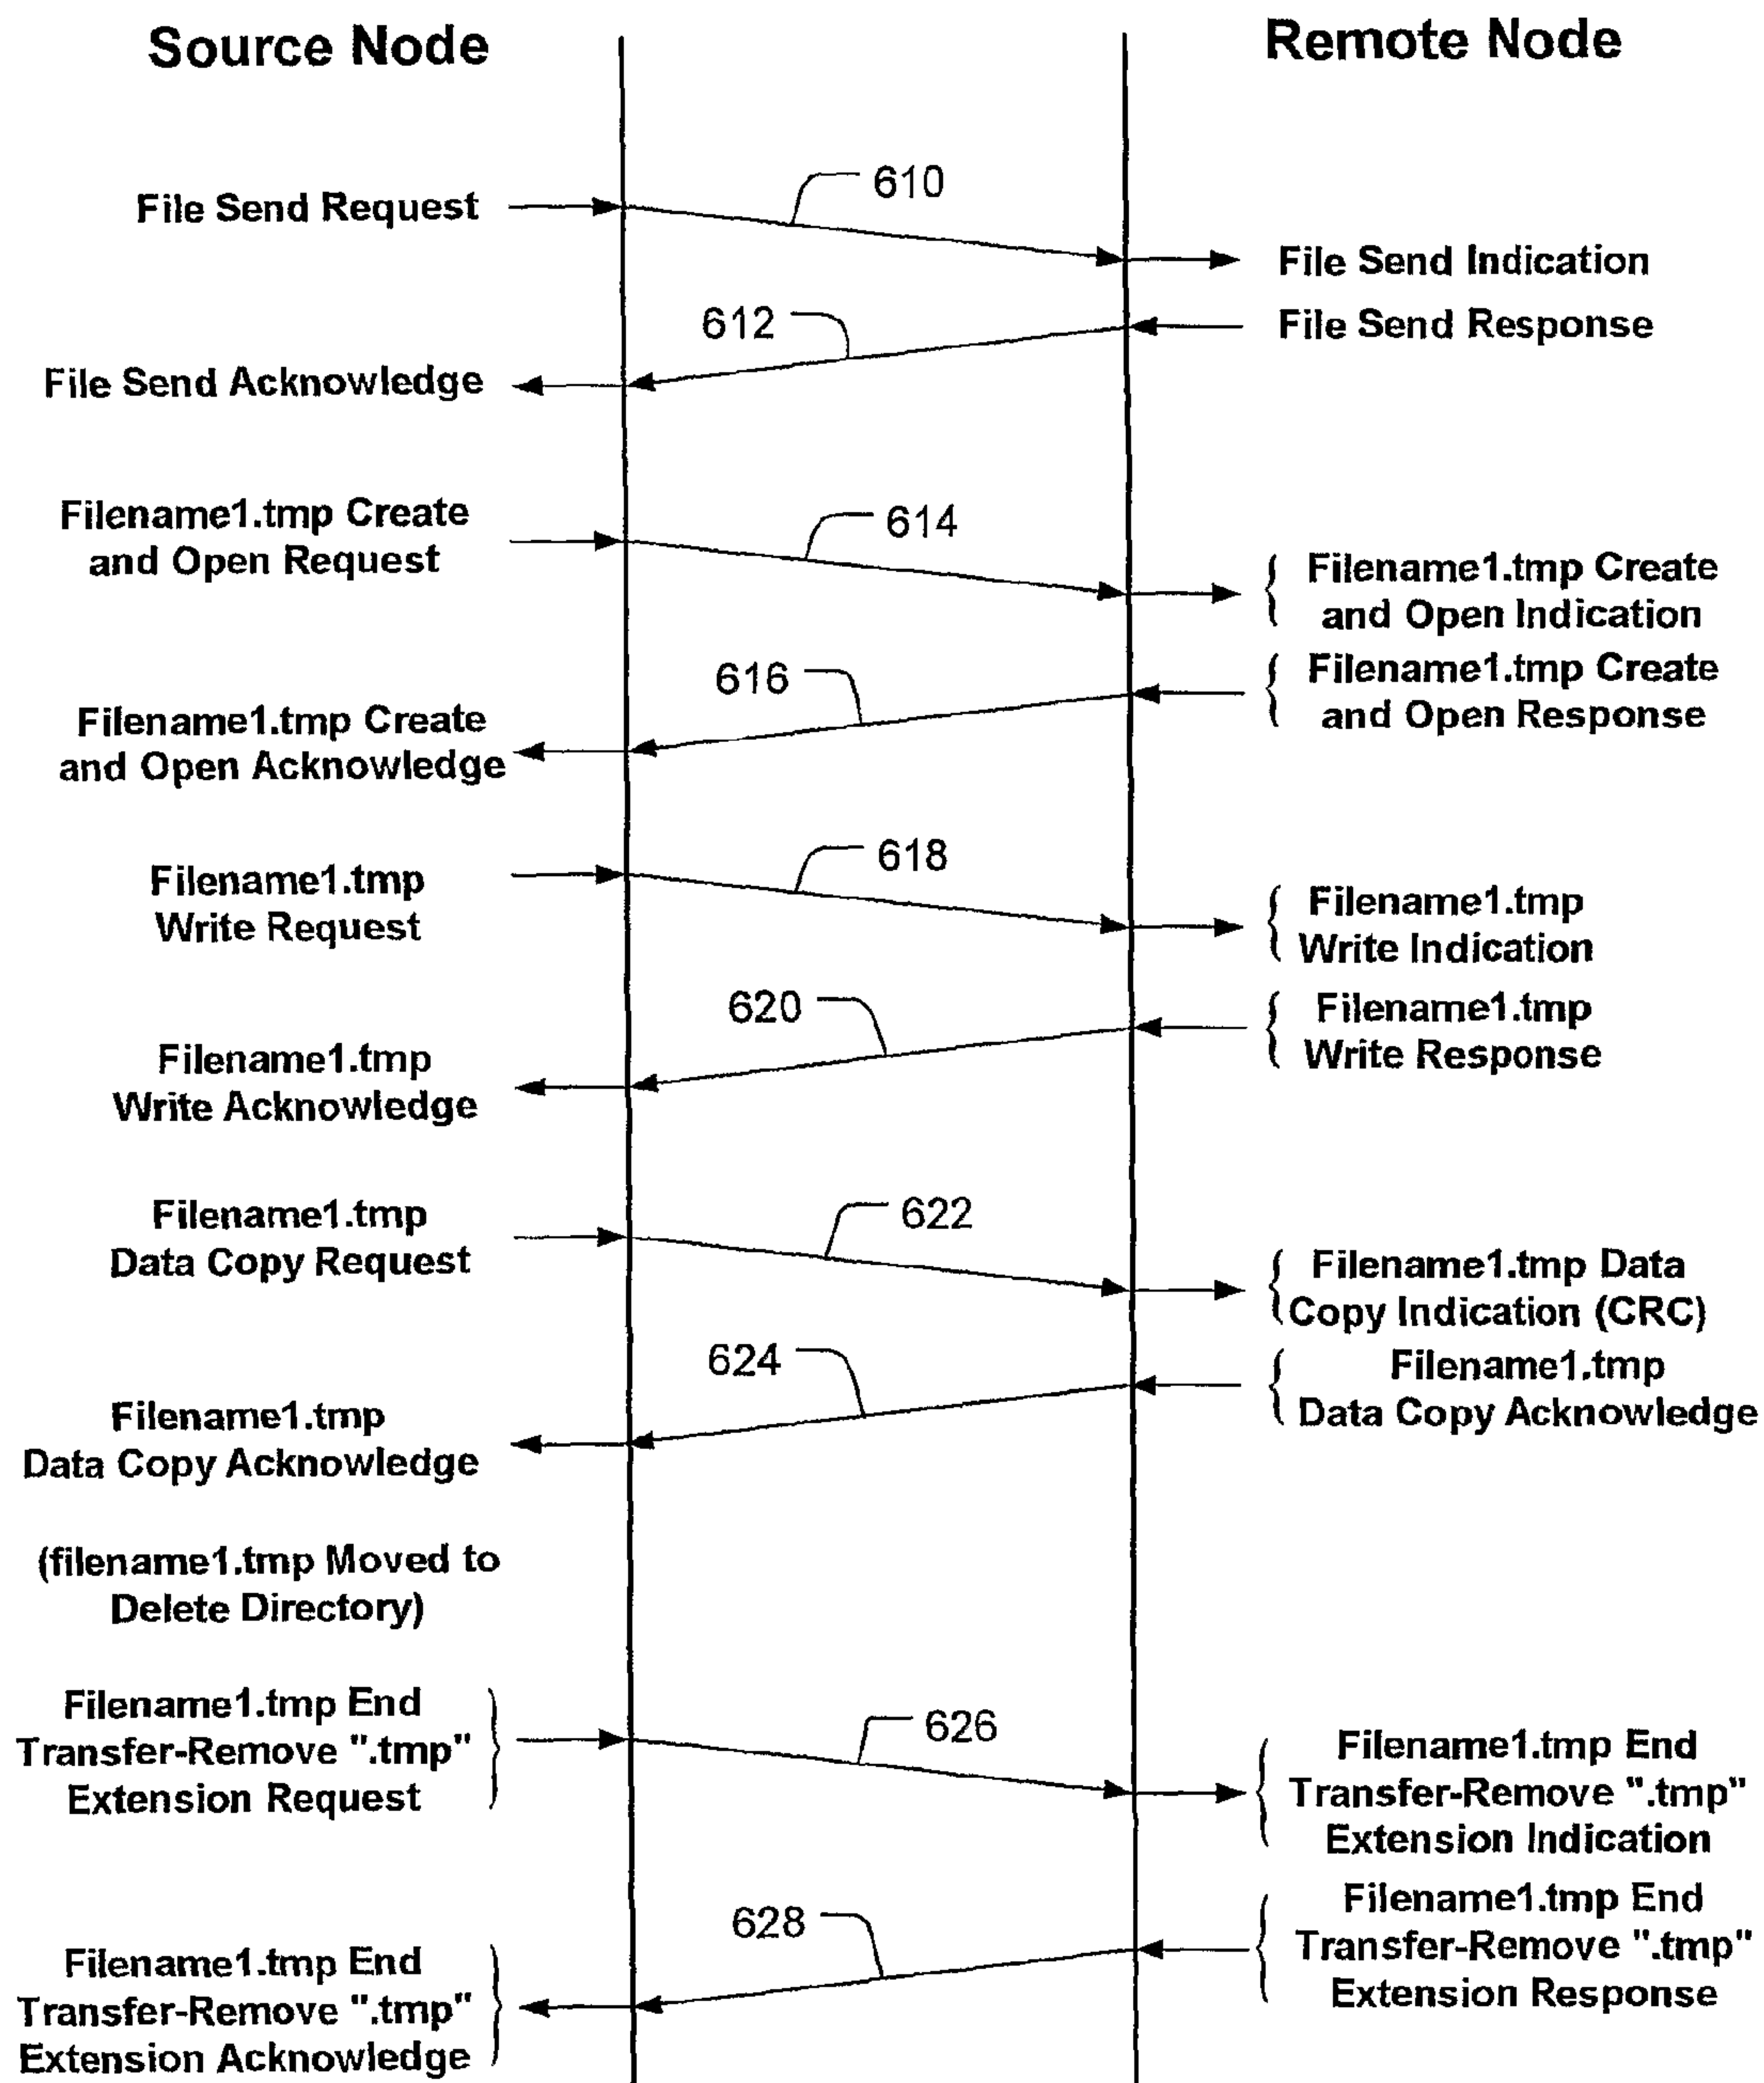 Source Node
Remote Node
File Send Request
610
File Send Indication
612
File Send Response
File Send Acknowledge
Filename1.tmp Create
and Open Request
614
Filename1.tmp Create
and Open Indication
616
Filename1.tmp Create
and Open Response
Filename1.tmp Create
and Open Acknowledge
618
Filename1.tmp
Write Request
Filename1.tmp
Write Indication
620
Filename1.tmp
Write Response
Filename1.tmp
Write Acknowledge
622
Filename1.tmp
Data Copy Request
Filename1.tmp Data
Copy Indication (CRC)
624
Filename1.tmp
Data Copy Acknowledge
Filename1.tmp
Data Copy Acknowledge
(filename1.tmp Moved to
Delete Directory)
Filename1.tmp End
Transfer-Remove ".tmp"
Extension Request
626
Filename1.tmp End
Transfer-Remove ".tmp"
Extension Indication
628
Filename1.tmp End
Transfer-Remove ".tmp"
Extension Response
Filename1.tmp End
Transfer-Remove ".tmp"
Extension Acknowledge